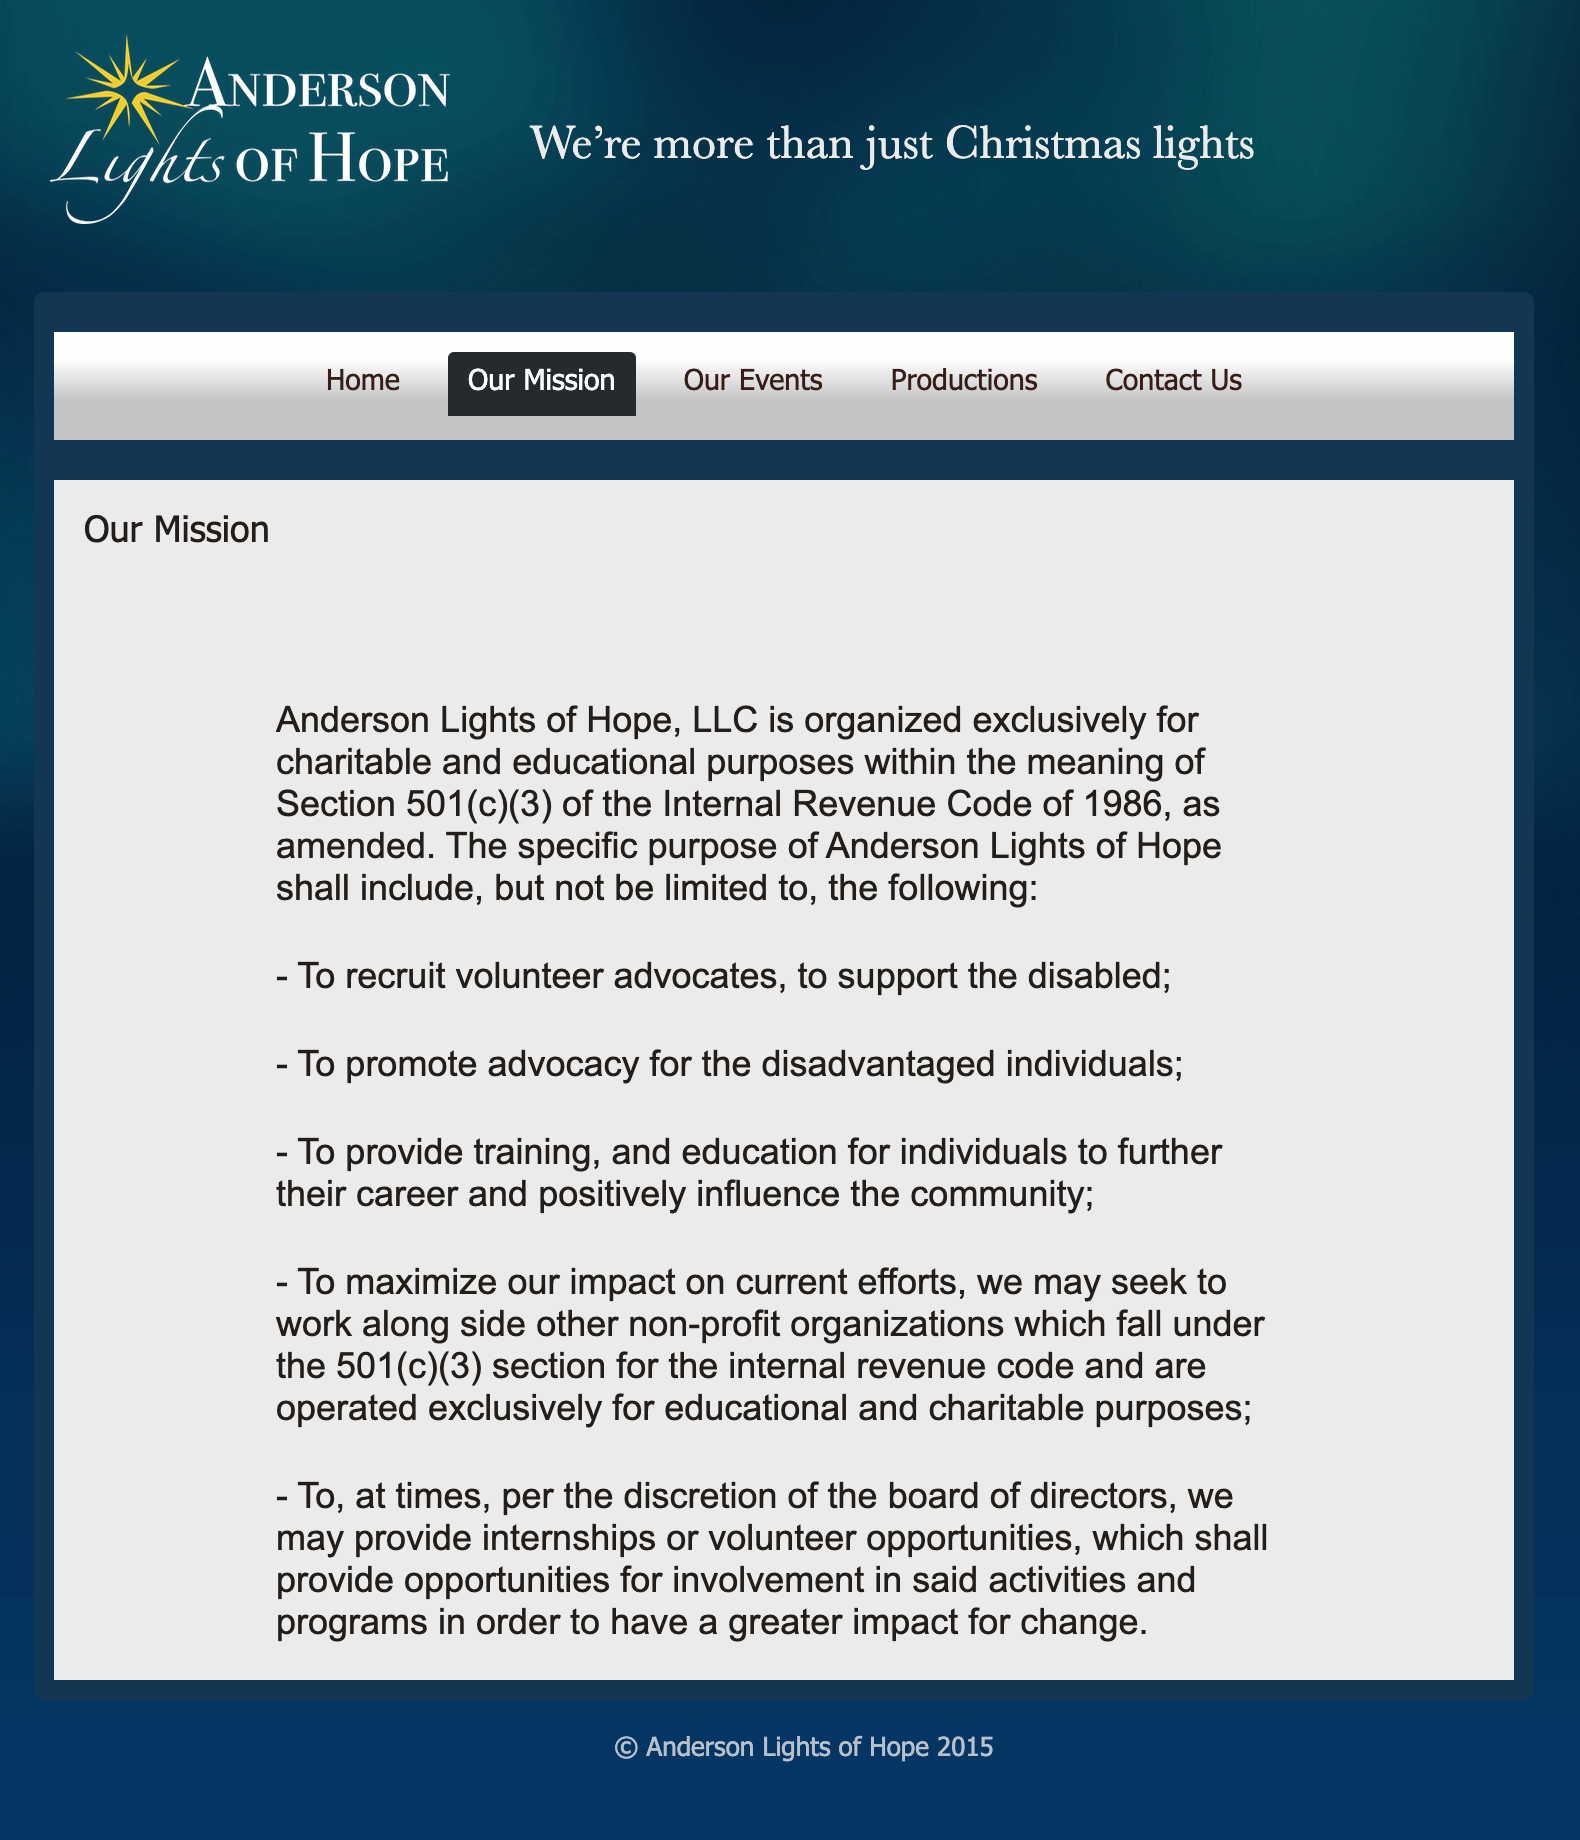 ANDERSON
Lights OF HOPE
We're more than just Christmas lights
Home Our Mission Our Events Productions Contact Us
Our Mission
Anderson Lights of Hope, LLC is organized exclusively for
charitable and educational purposes within the meaning of
Section 501(c)(3) of the Internal Revenue Code of 1986, as
amended. The specific purpose of Anderson Lights of Hope
shall include, but not be limited to, the following:
- To recruit volunteer advocates, to support the disabled;
- To promote advocacy for the disadvantaged individuals;
- To provide training, and education for individuals to further
their career and positively influence the community;
- To maximize our impact on current efforts, we may seek to
work along side other non-profit organizations which fall under
the 501(c)(3) section for the internal revenue code and are
operated exclusively for educational and charitable purposes;
- To, at times, per the discretion of the board of directors, we
may provide internships or volunteer opportunities, which shall
provide opportunities for involvement in said activities and
programs in order to have a greater impact for change.
© Anderson Lights of Hope 2015